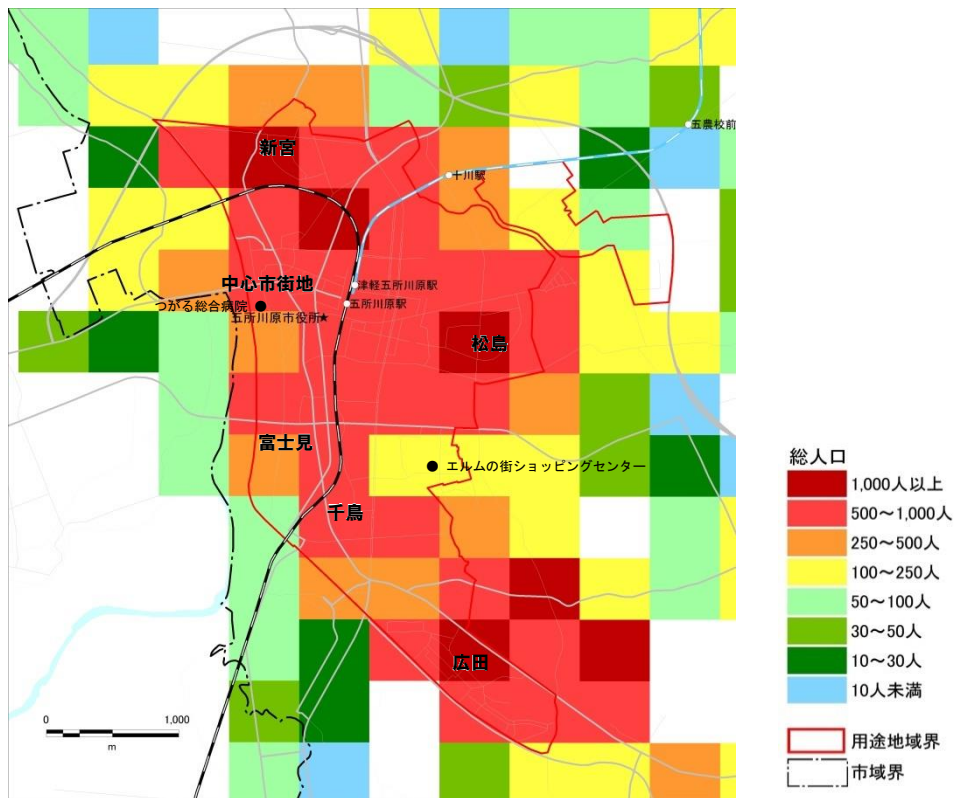 五農校前
新宮
十川駅
中心市街地
津軽五所川原駅
つがる総合病院
五所川原駅
五所川原市役所★
松島
富士見
エルムの街ショッピングセンター
千鳥
広田
0 1,000
m
総人口
1,000人以上
500～1,000人
250～500人
100～250人
50～100人
30～50人
10～30人
10人未満
用途地域界
市域界